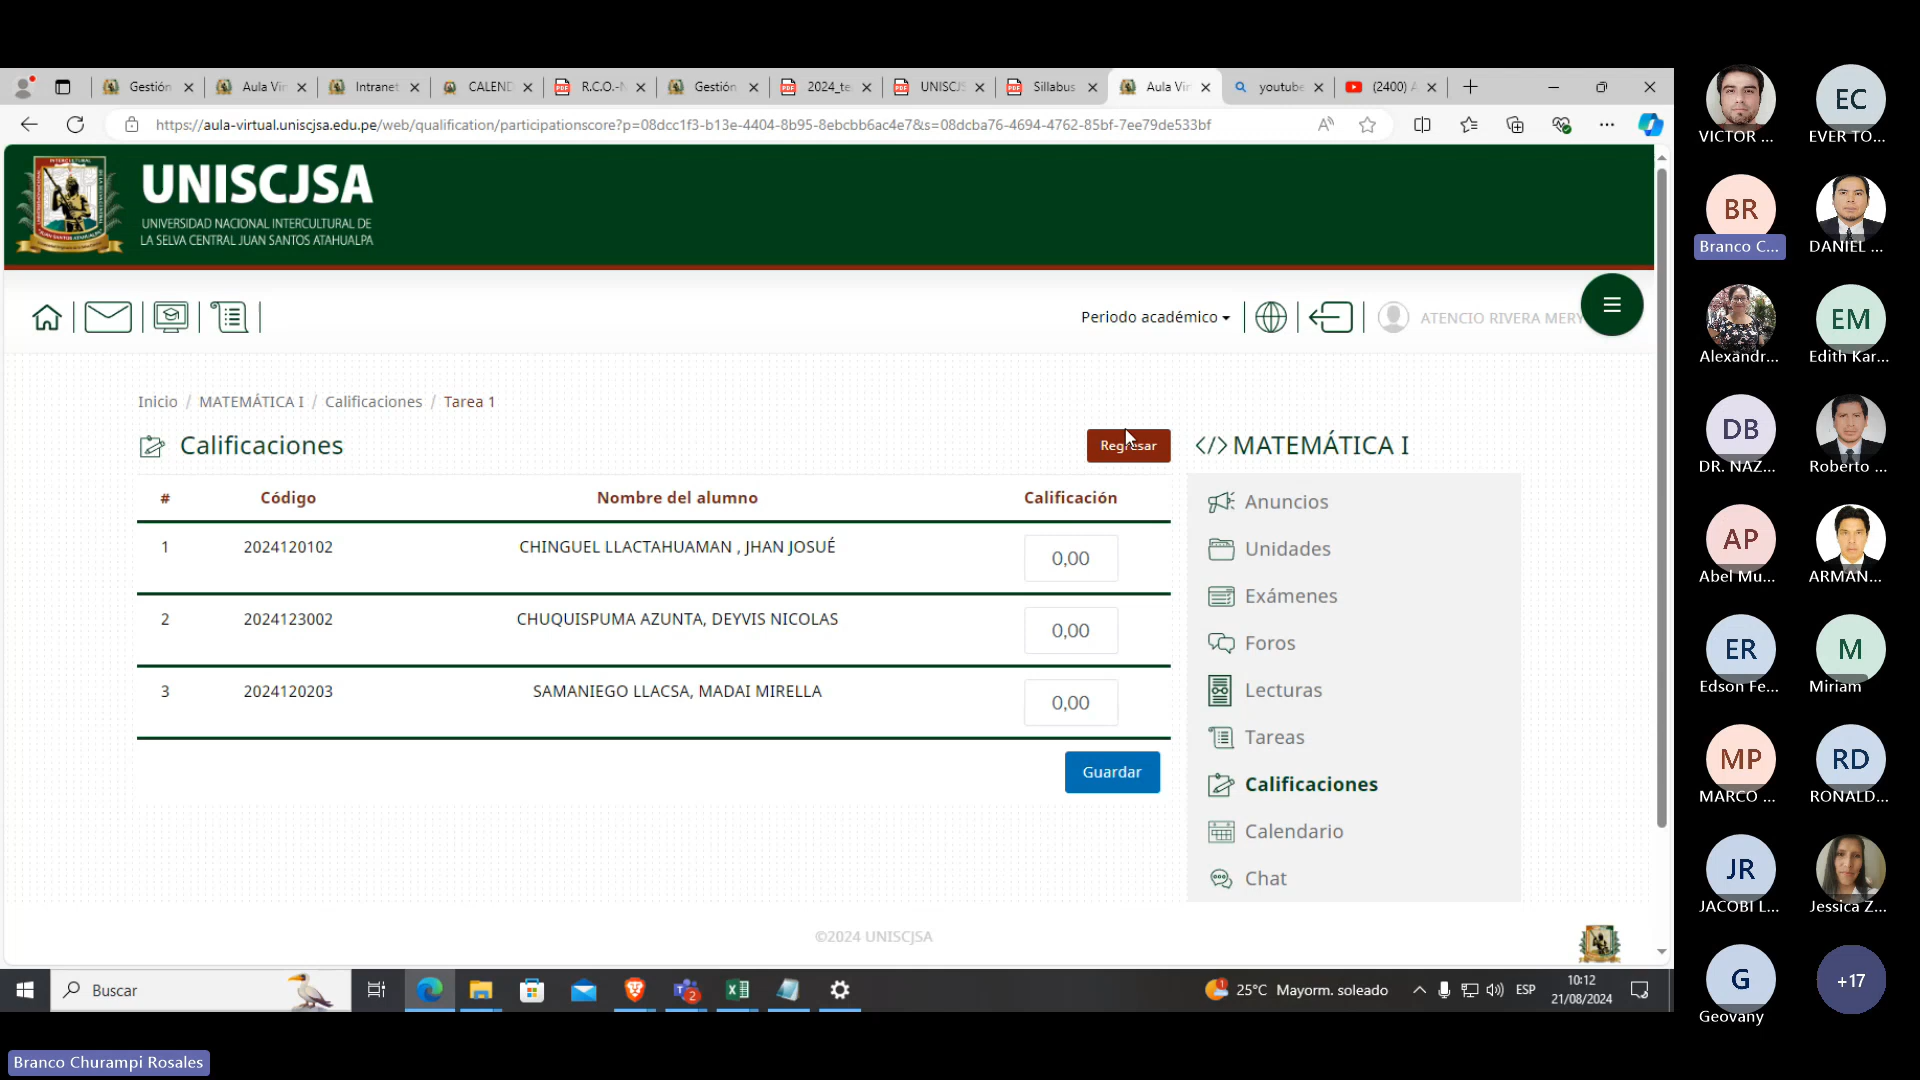 Gestión
Aula Vir
Intranet
CALEND
R.C.O.-N
Gestión
2024_te
UNISCJS
Sillabus
Aula Vir
youtube
(2400) A
https://aula-virtual.uniscjsa.edu.pe/web/qualification/participationscore?p=08dcc1f3-b13e-4404-8b95-8ebcbb6ac4e7&s=08dcba76-4694-4762-85bf-7ee79de533bf
UNISCJSA
UNIVERSIDAD NACIONAL INTERCULTURAL DE
LA SELVA CENTRAL JUAN SANTOS ATAHUALPA
Periodo académico
ATENCIO RIVERA MERY
Inicio / MATEMÁTICA I / Calificaciones / Tarea 1
Calificaciones
Regresar
# Código Nombre del alumno Calificación
1 2024120102 CHINGUEL LLACTAHUAMAN , JHAN JOSUÉ 0,00
2 2024123002 CHUQUISPUMA AZUNTA, DEYVIS NICOLAS 0,00
3 2024120203 SAMANIEGO LLACSA, MADAI MIRELLA 0,00
Guardar
</> MATEMÁTICA I
Anuncios
Unidades
Exámenes
Foros
Lecturas
Tareas
Calificaciones
Calendario
Chat
©2024 UNISCJSA
Buscar
2
1
25°C Mayorm. soleado
ESP
10:12
21/08/2024
VICTOR ...
EC
EVER TO...
BR
Branco C...
DANIEL ...
Alexandr...
EM
Edith Kar...
DB
DR. NAZ...
Roberto ...
AP
Abel Mu...
ARMAN...
ER
Edson Fe...
M
Miriam
MP
MARCO ...
RD
RONALD...
JR
JACOBI L...
Jessica Z...
G
Geovany
+17
Branco Churampi Rosales